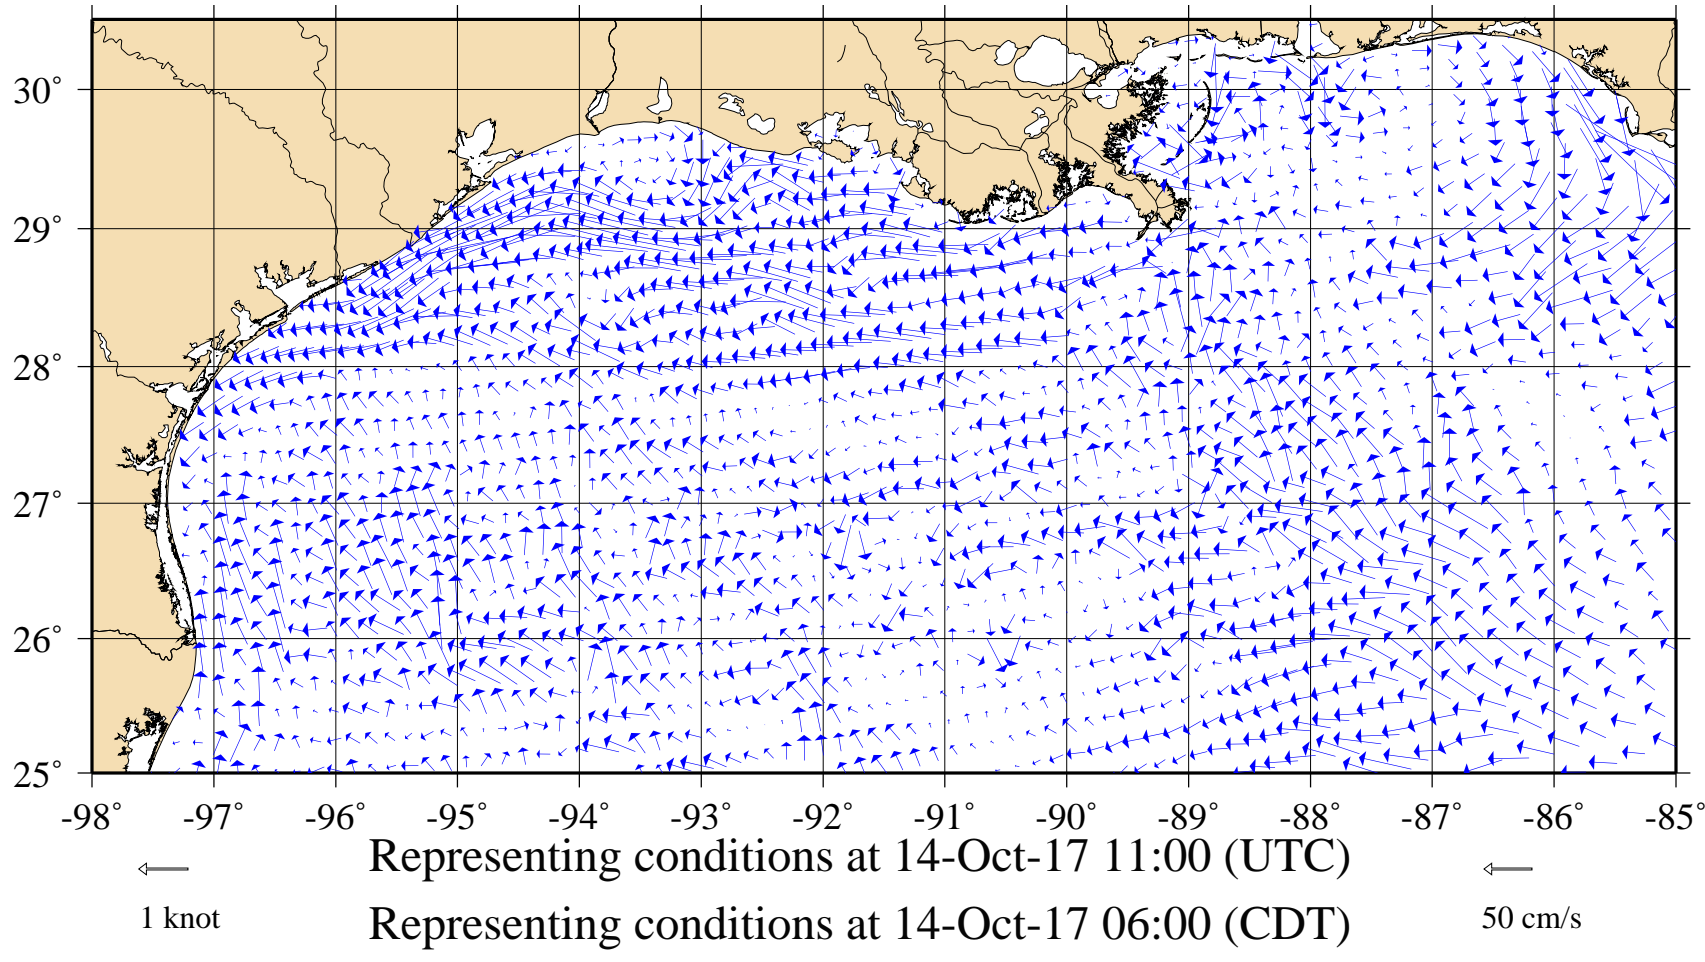 30°
29°
28°
27°
26°
25°
-98° -97° -96° -95° -94° -93° -92° -91° -90° -89° -88° -87° -86° -85°
Representing conditions at 14-Oct-17 11:00 (UTC)
1 knot
50 cm/s
Representing conditions at 14-Oct-17 06:00 (CDT)